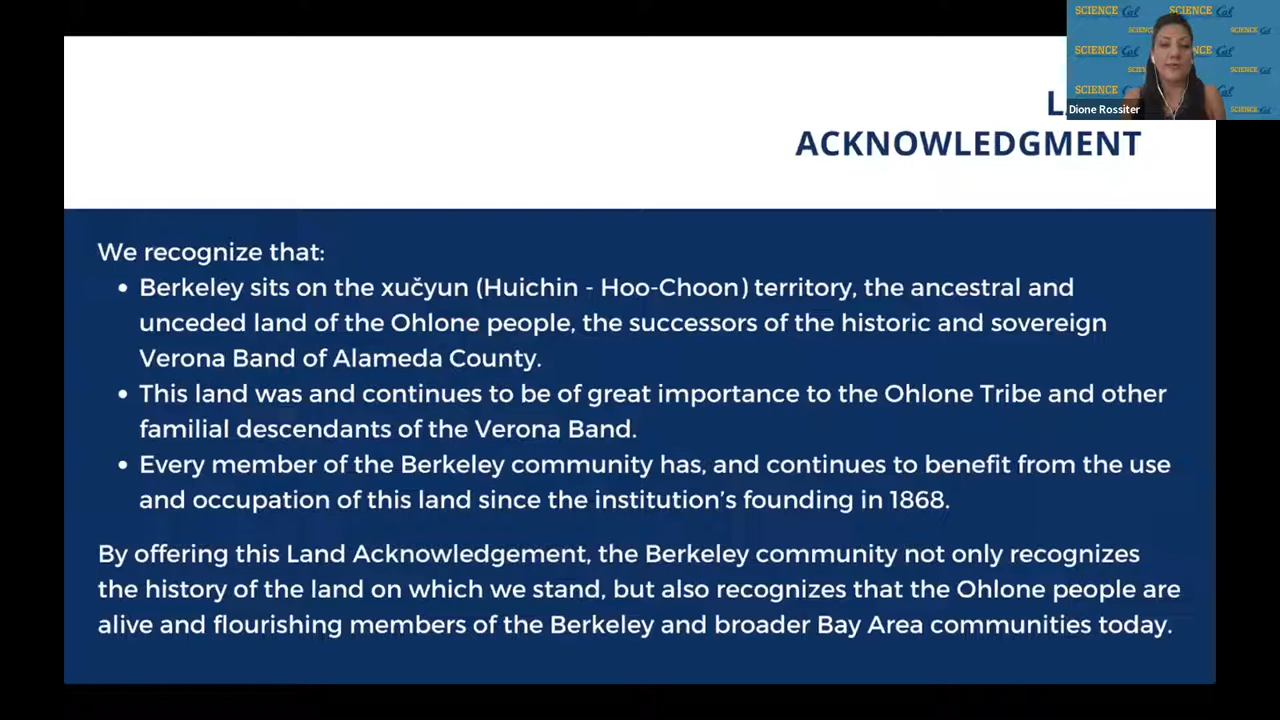 ACKNOWLEDGMENT
We recognize that:
• Berkeley sits on the xučyun (Huichin - Hoo-Choon) territory, the ancestral and
unceded land of the Ohlone people, the successors of the historic and sovereign
Verona Band of Alameda County.
• This land was and continues to be of great importance to the Ohlone Tribe and other
familial descendants of the Verona Band.
• Every member of the Berkeley community has, and continues to benefit from the use
and occupation of this land since the institution's founding in 1868.
By offering this Land Acknowledgement, the Berkeley community not only recognizes
the history of the land on which we stand, but also recognizes that the Ohlone people are
alive and flourishing members of the Berkeley and broader Bay Area communities today.
SCIENCE Cal SCIENCE Cal
SCIENCE Cal
SCIENCE Cal
SCIENCE Cal
SCIENCE Cal
SCIENCE Cal
Dione Rossiter